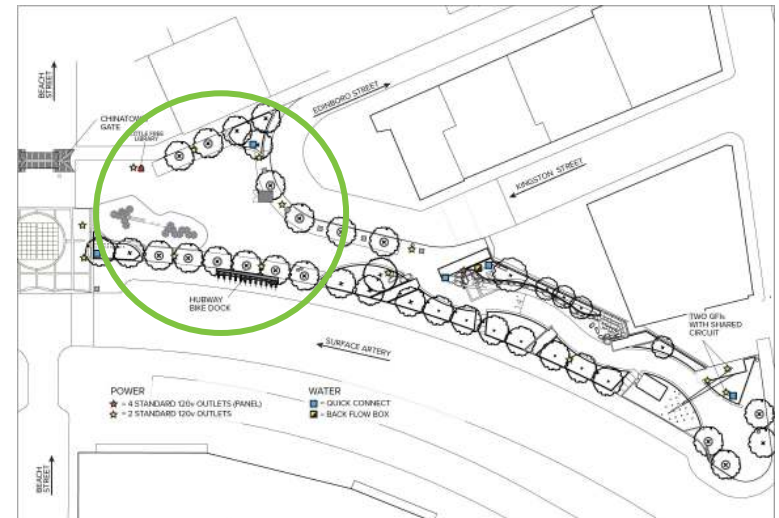 BEACH
STREET
CHINATOWN
GATE
LITTLE FREE
LIBRARY
EDINBORO STREET
KINGSTON STREET
HUBWAY
BIKE DOCK
SURFACE ARTERY
TWO GFIs
WITH SHARED
CIRCUIT
POWER
= 4 STANDARD 120v OUTLETS (PANEL)
= 2 STANDARD 120v OUTLETS
WATER
= QUICK CONNECT
= BACK FLOW BOX
BEACH
STREET